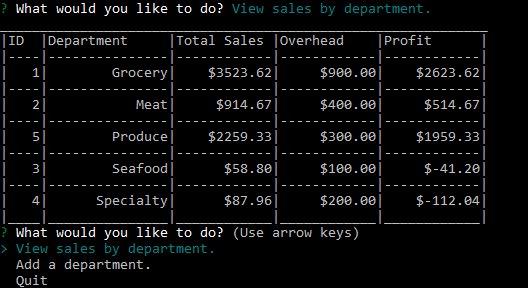 ? What would you like to do? View sales by department.
|ID |Department |Total Sales |Overhead |Profit |
| 1| Grocery| $3523.62| $900.00| $2623.62|
| 2| Meat| $914.67| $400.00| $514.67|
| 5| Produce| $2259.33| $300.00| $1959.33|
| 3| Seafood| $58.80| $100.00| $-41.20|
| 4| Specialty| $87.96| $200.00| $-112.04|
? What would you like to do? (Use arrow keys)
> View sales by department.
Add a department.
Quit